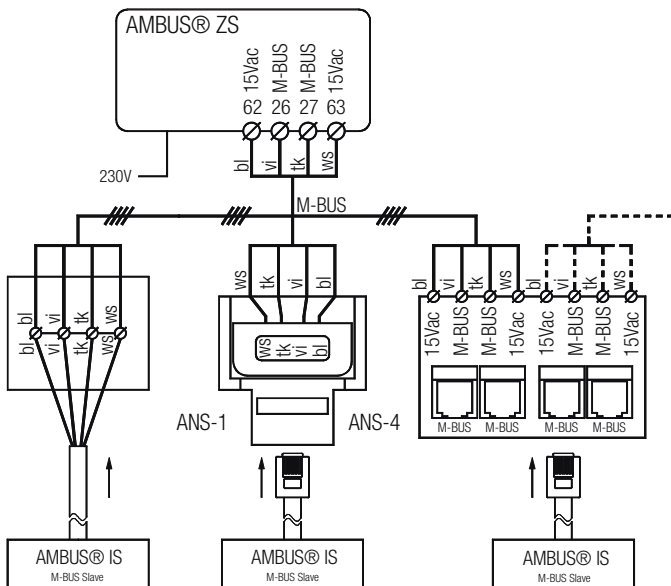 AMBUS® ZS
15Vac M-BUS M-BUS 15Vac
62 26 27 63
bl vi tk ws
230V
M-BUS
bl vi tk ws
bl vi tk ws
ws tk vi bl
ws tk vi bl
bl vi tk ws bl vi tk ws
15Vac M-BUS M-BUS 15Vac 15Vac M-BUS M-BUS 15Vac
M-BUS M-BUS M-BUS M-BUS
ANS-1 ANS-4
AMBUS® IS
M-BUS Slave
AMBUS® IS
M-BUS Slave
AMBUS® IS
M-BUS Slave